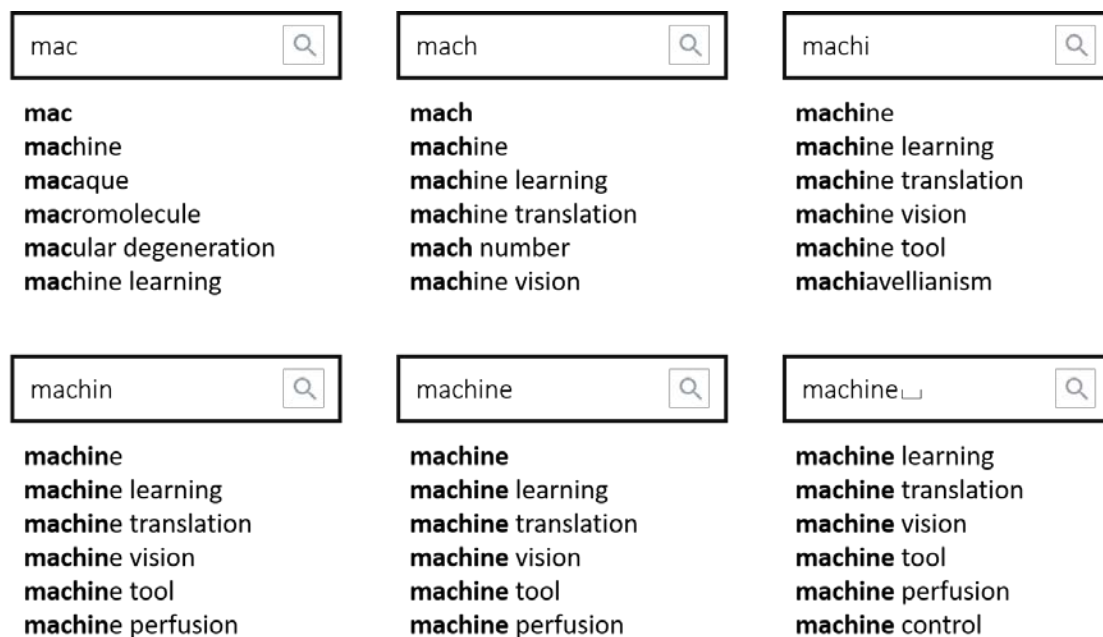 mac
mac
machine
macaque
macromolecule
macular degeneration
machine learning
mach
mach
machine
machine learning
machine translation
mach number
machine vision
machi
machine
machine learning
machine translation
machine vision
machine tool
machiavellianism
machin
machine
machine learning
machine translation
machine vision
machine tool
machine perfusion
machine
machine
machine learning
machine translation
machine vision
machine tool
machine perfusion
machine␣
machine learning
machine translation
machine vision
machine tool
machine perfusion
machine control